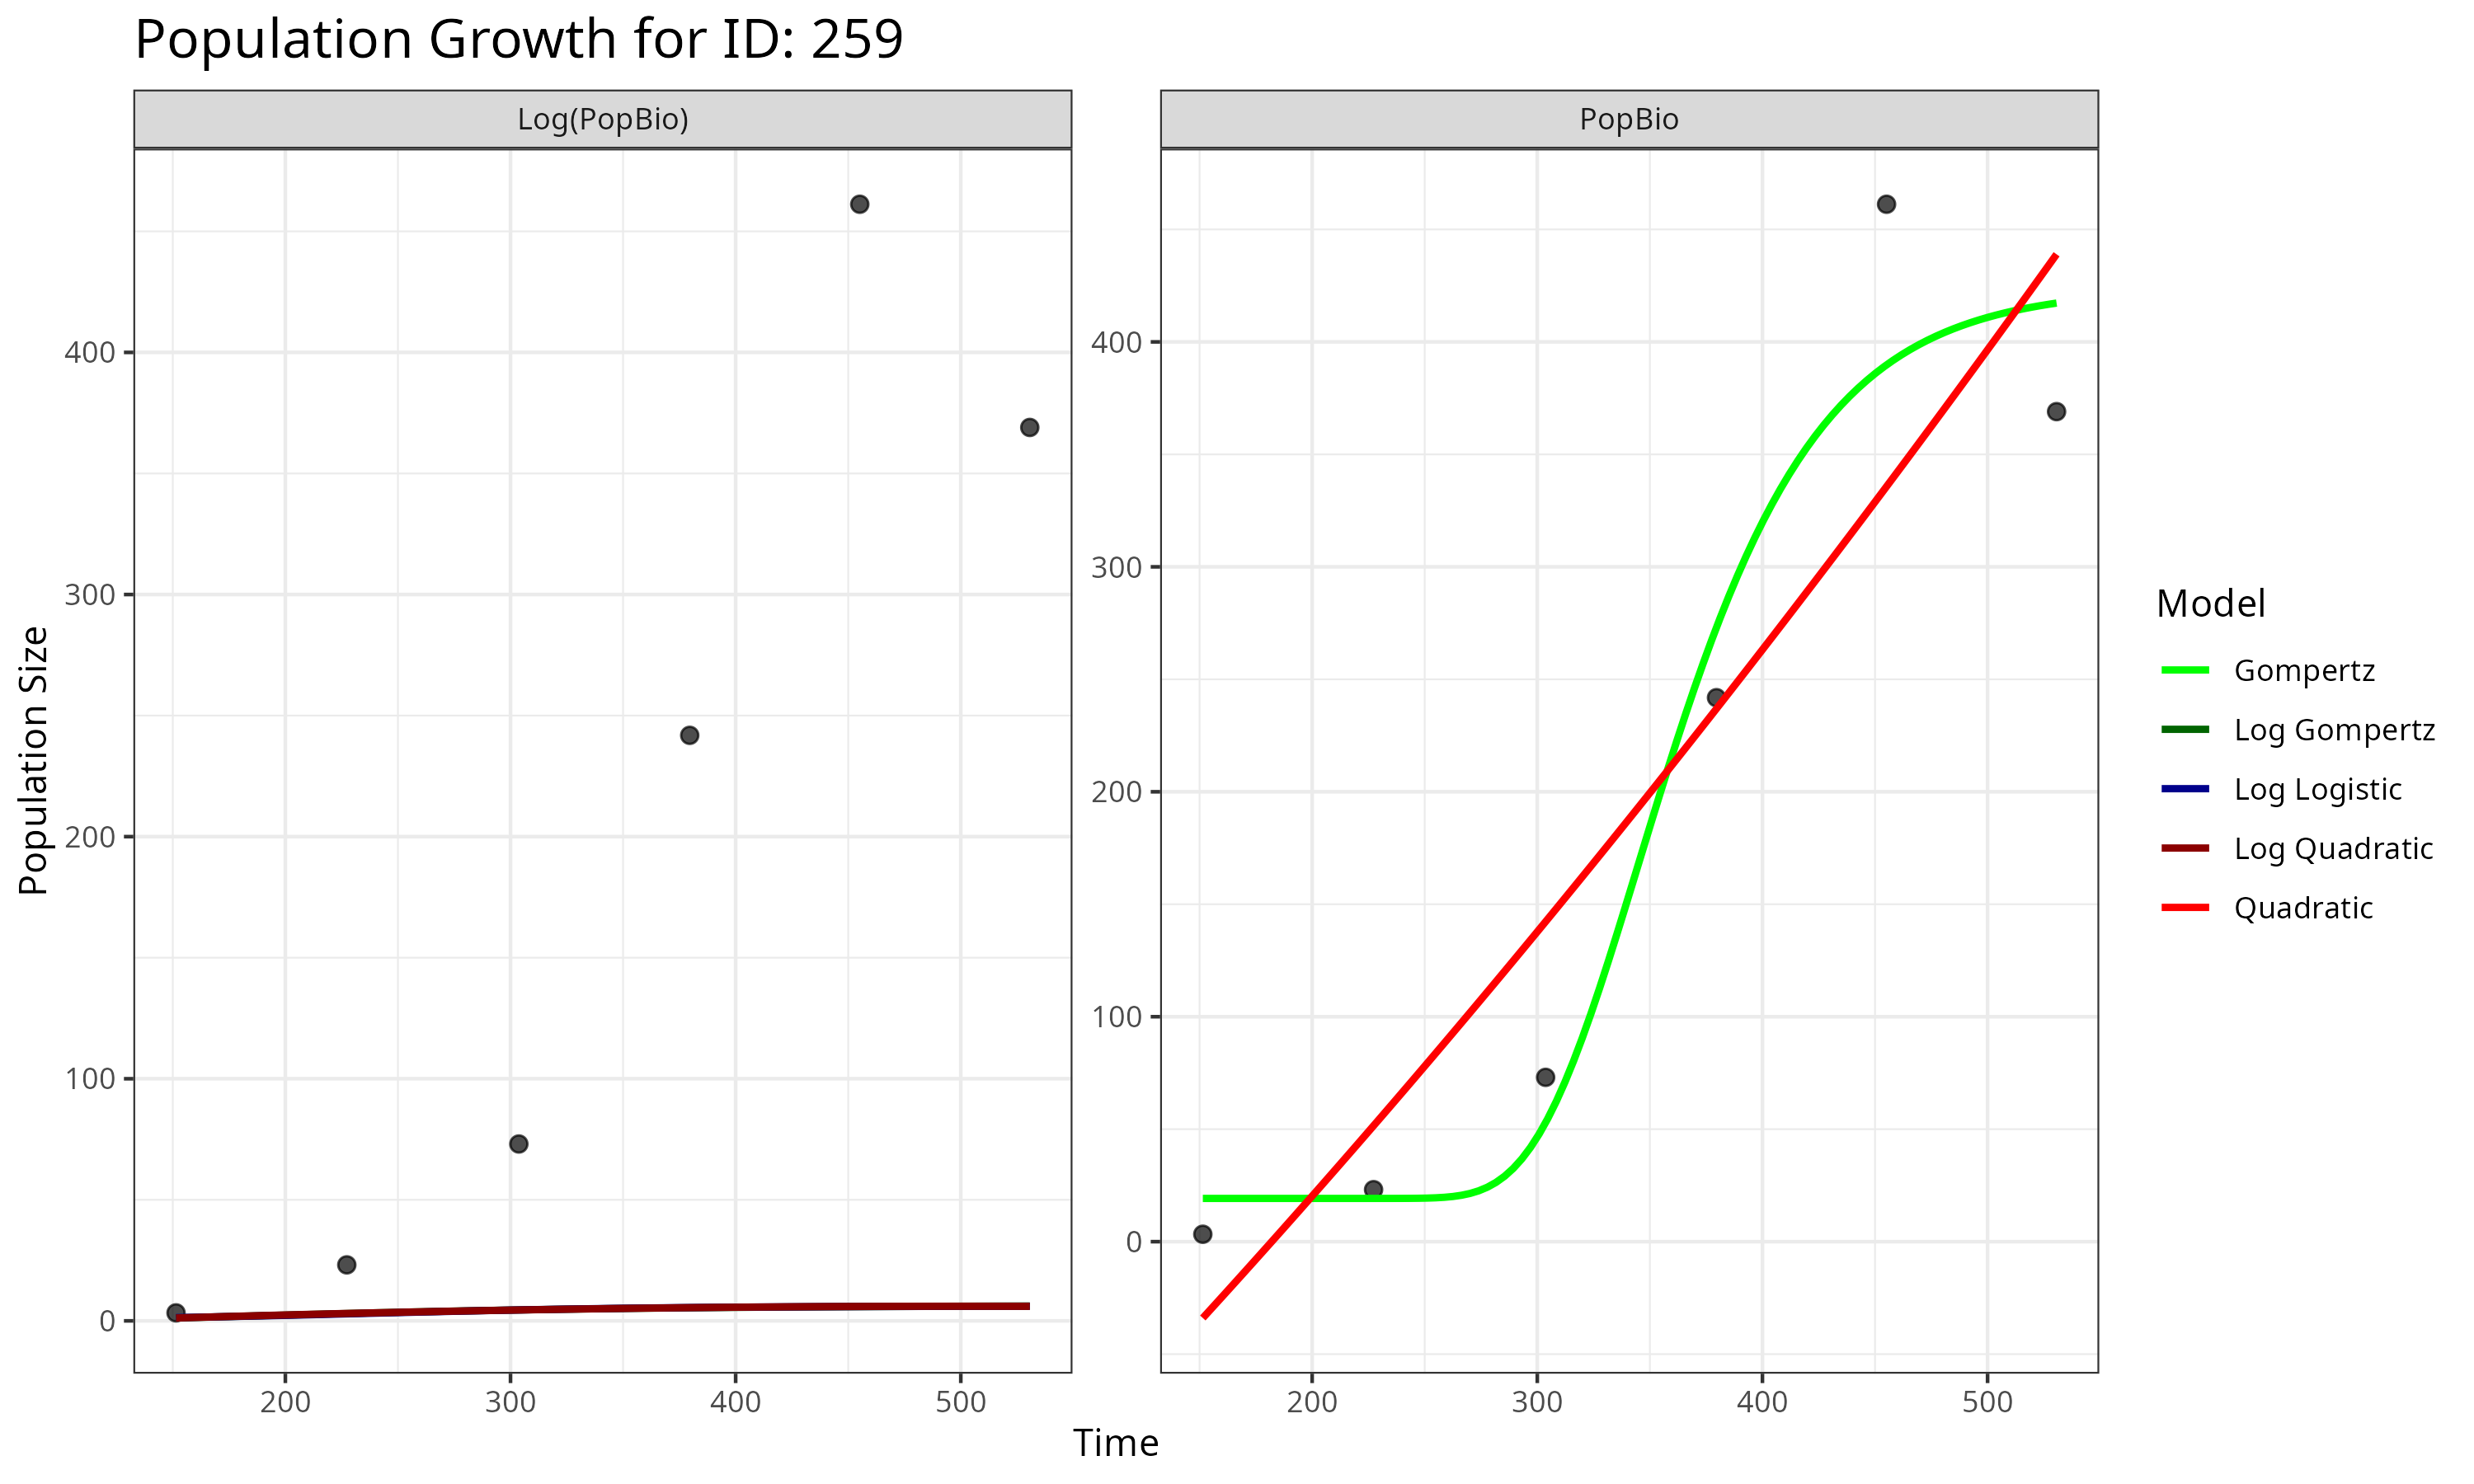 Population Growth for ID: 259
Log(PopBio)
PopBio
Population Size
400
300
200
100
0
400
300
200
100
0
200 300 400 500
200 300 400 500
Time
Model
Gompertz
Log Gompertz
Log Logistic
Log Quadratic
Quadratic